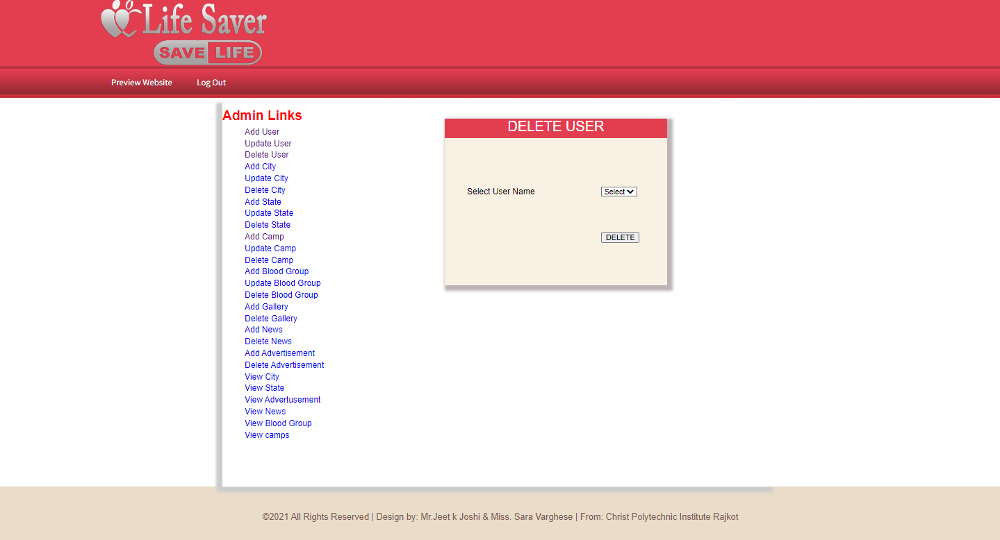 Life Saver
SAVE LIFE
Preview Website Log Out
Admin Links
Add User
Update User
Delete User
Add City
Update City
Delete City
Add State
Update State
Delete State
Add Camp
Update Camp
Delete Camp
Add Blood Group
Update Blood Group
Delete Blood Group
Add Gallery
Delete Gallery
Add News
Delete News
Add Advertisement
Delete Advertisement
View City
View State
View Advertusement
View News
View Blood Group
View camps
DELETE USER
Select User Name Select
DELETE
©2021 All Rights Reserved | Design by: Mr.Jeet k Joshi & Miss. Sara Varghese | From: Christ Polytechnic Institute Rajkot